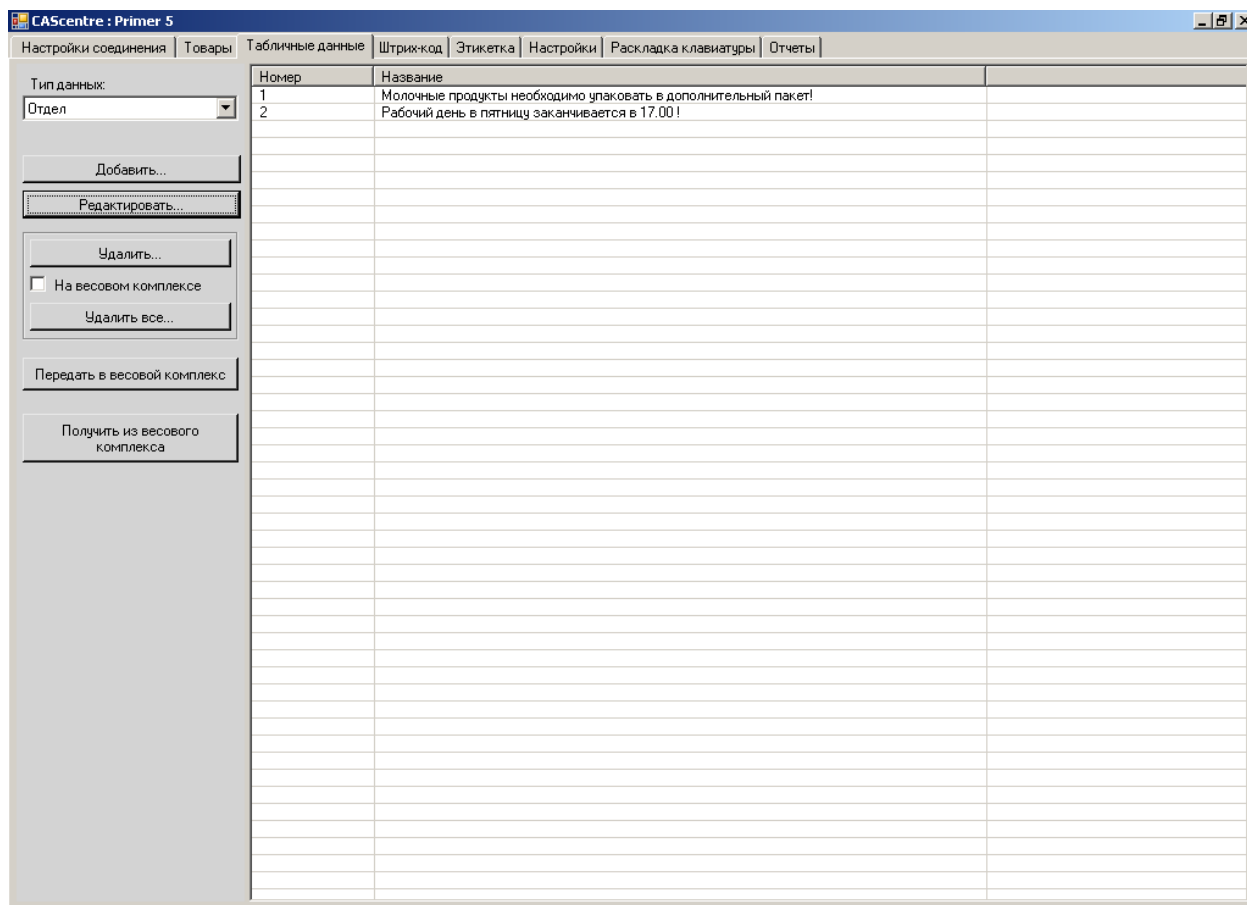 CAScentre : Primer 5
Настройки соединения Товары Табличные данные Штрих-код Этикетка Настройки Раскладка клавиатуры Отчеты
Тип данных:
Отдел
Добавить...
Редактировать...
Удалить...
На весовом комплексе
Удалить все...
Передать в весовой комплекс
Получить из весового
комплекса
Номер Название
1 Молочные продукты необходимо упаковать в дополнительный пакет!
2 Рабочий день в пятницу заканчивается в 17.00 !